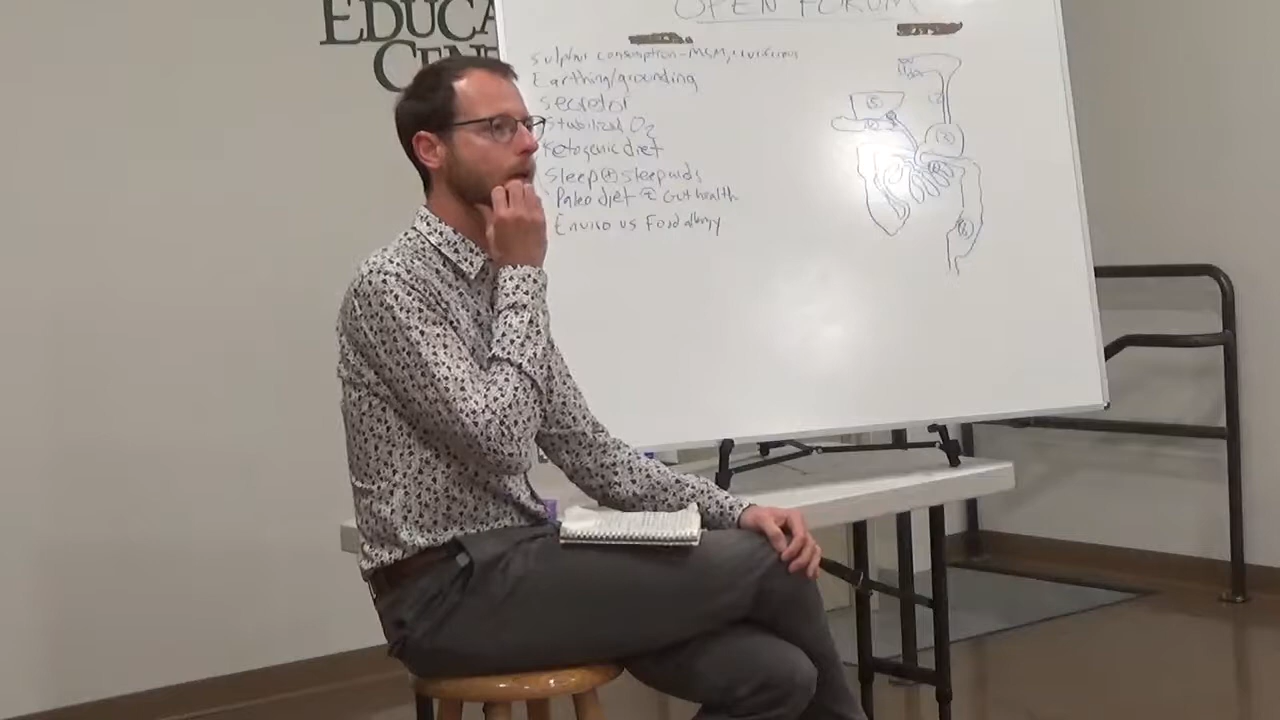 EDUCA
CEN
OPEN FORUM
Sulphur consumption - MSM,
Earthing/grounding
Secretor
Stabilized O2
Ketogenic diet
Sleep + sleep aids
Paleo diet & Gut health
Enviro vs Food allergy